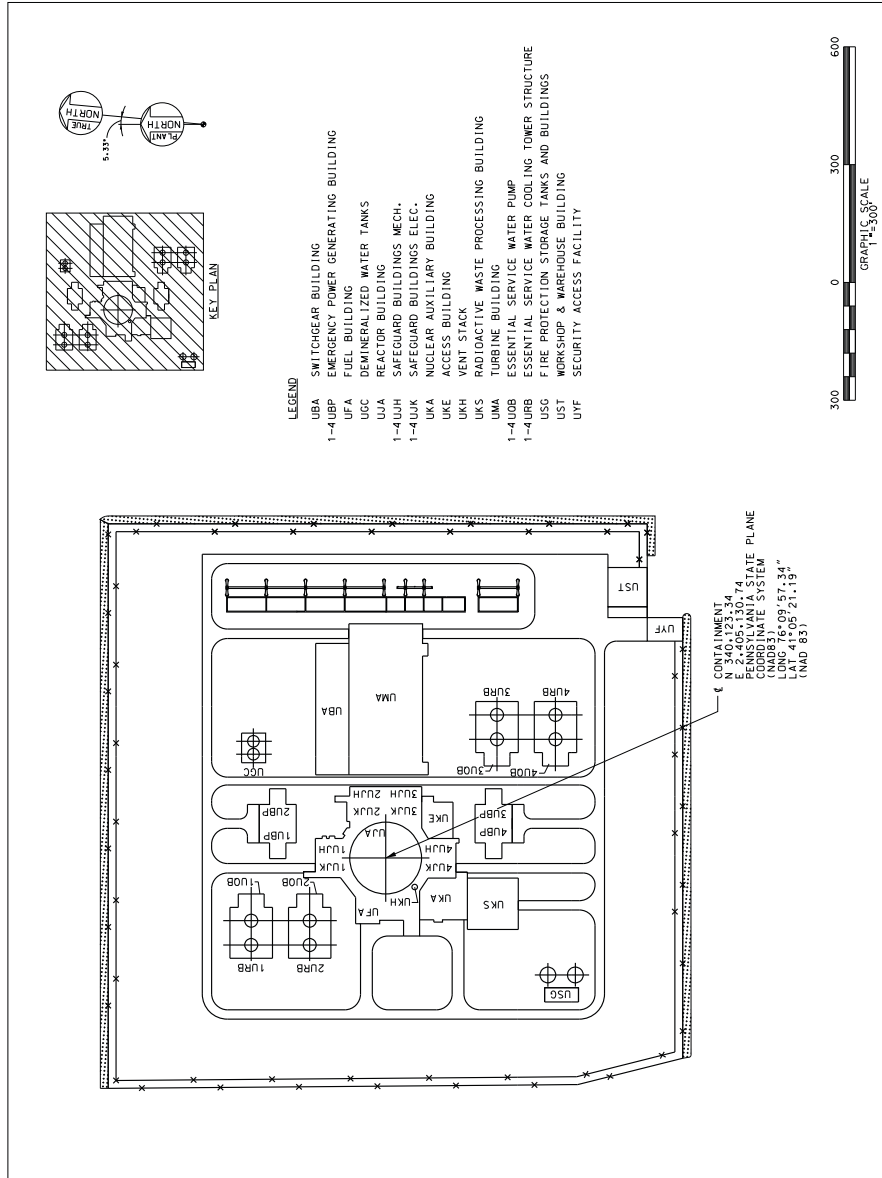 TRUE
NORTH
5.33°
PLANT
NORTH
KEY PLAN
LEGEND
UBA SWITCHGEAR BUILDING
1-4UBP EMERGENCY POWER GENERATING BUILDING
UFA FUEL BUILDING
UGC DEMINERALIZED WATER TANKS
UJA REACTOR BUILDING
1-4UJH SAFEGUARD BUILDINGS MECH.
1-4UJK SAFEGUARD BUILDINGS ELEC.
UKA NUCLEAR AUXILIARY BUILDING
UKE ACCESS BUILDING
UKH VENT STACK
UKS RADIOACTIVE WASTE PROCESSING BUILDING
UMA TURBINE BUILDING
1-4UQB ESSENTIAL SERVICE WATER PUMP
1-4URB ESSENTIAL SERVICE WATER COOLING TOWER STRUCTURE
USG FIRE PROTECTION STORAGE TANKS AND BUILDINGS
UST WORKSHOP & WAREHOUSE BUILDING
UYF SECURITY ACCESS FACILITY
300
0
300
600
GRAPHIC SCALE
1"=300'
UST
UYF
UBA
UMA
UGC
3URB
4URB
3UQB
4UQB
2UBP
1UBP
2UJH
3UJH
2UJK
3UJK
UJA
UKE
3UBP
4UBP
1UJH
1UJK
4UJH
4UJK
UKH
UFA
UKA
UKS
1UQB
2UQB
1URB
2URB
USG
℄ CONTAINMENT
N 340,123.34
E 2,405,130.74
PENNSYLVANIA STATE PLANE
COORDINATE SYSTEM
(NAD83)
LONG 76°09'57.34"
LAT 41°05'21.19"
(NAD 83)